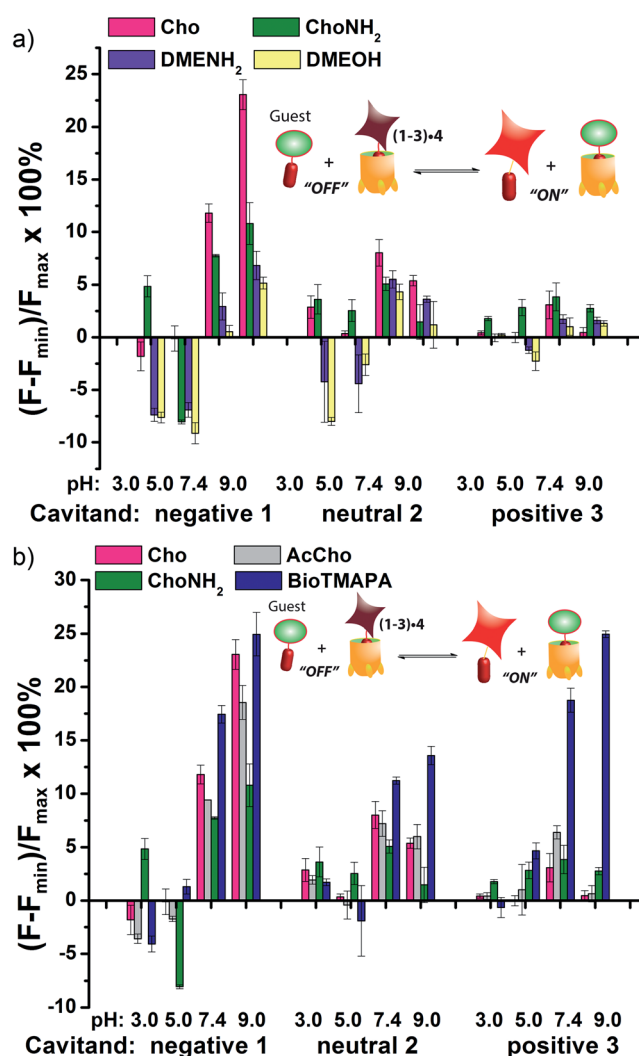 a)
Cho ChoNH₂
DMENH₂ DMEOH
(F-Fmin)/Fmax x 100%
25
20
15
10
5
0
-5
-10
Guest
(1-3)•4
+ +
"OFF" "ON"
pH: 3.0 5.0 7.4 9.0 3.0 5.0 7.4 9.0 3.0 5.0 7.4 9.0
Cavitand: negative 1 neutral 2 positive 3
b)
Cho AcCho
ChoNH₂ BioTMAPA
(F-Fmin)/Fmax x 100%
30
25
20
15
10
5
0
-5
-10
Guest
(1-3)•4
+ +
"OFF" "ON"
pH: 3.0 5.0 7.4 9.0 3.0 5.0 7.4 9.0 3.0 5.0 7.4 9.0
Cavitand: negative 1 neutral 2 positive 3